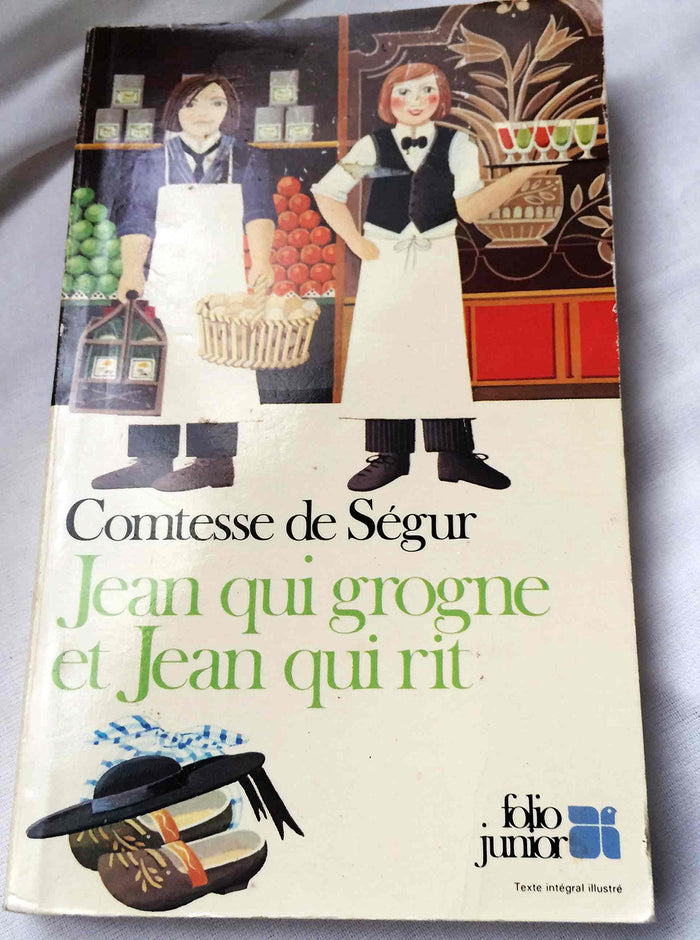 Comtesse de Ségur
Jean qui grogne
et Jean qui rit
folio
junior
Texte intégral illustré